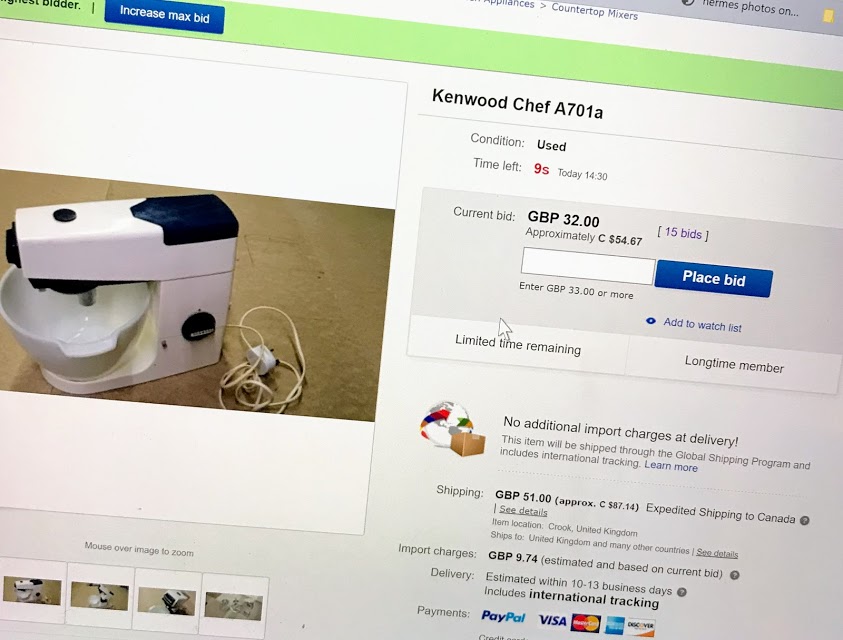 bidder. |
Increase max bid
Appliances > Countertop Mixers
hermes photos on...
Kenwood Chef A701a
Condition: Used
Time left: 9s Today 14:30
Current bid: GBP 32.00 [ 15 bids ]
Approximately C $54.67
Place bid
Enter GBP 33.00 or more
Add to watch list
Limited time remaining
Longtime member
No additional import charges at delivery!
This item will be shipped through the Global Shipping Program and
includes international tracking. Learn more
Shipping: GBP 51.00 (approx. C $87.14) Expedited Shipping to Canada
| See details
Item location: Crook, United Kingdom
Ships to: United Kingdom and many other countries | See details
Import charges: GBP 9.74 (estimated and based on current bid)
Delivery: Estimated within 10-13 business days
Includes international tracking
Payments: PayPal VISA MasterCard DISCOVER
Mouse over image to zoom